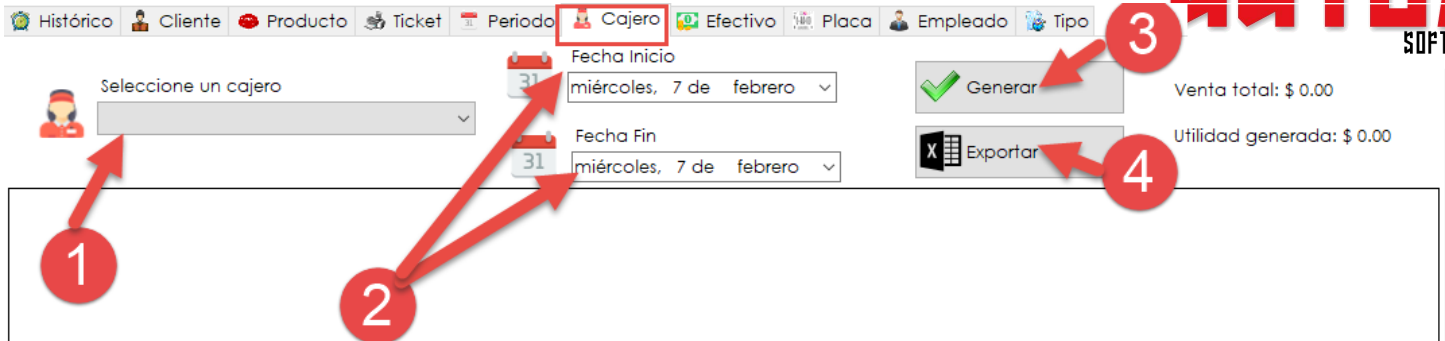 Histórico Cliente Producto Ticket Periodo Cajero Efectivo Placa Empleado Tipo
3
SOFT
Fecha Inicio
31
miércoles, 7 de febrero
Seleccione un cajero
Generar
Venta total: $ 0.00
Fecha Fin
31
miércoles, 7 de febrero
Exportar
Utilidad generada: $ 0.00
4
1
2